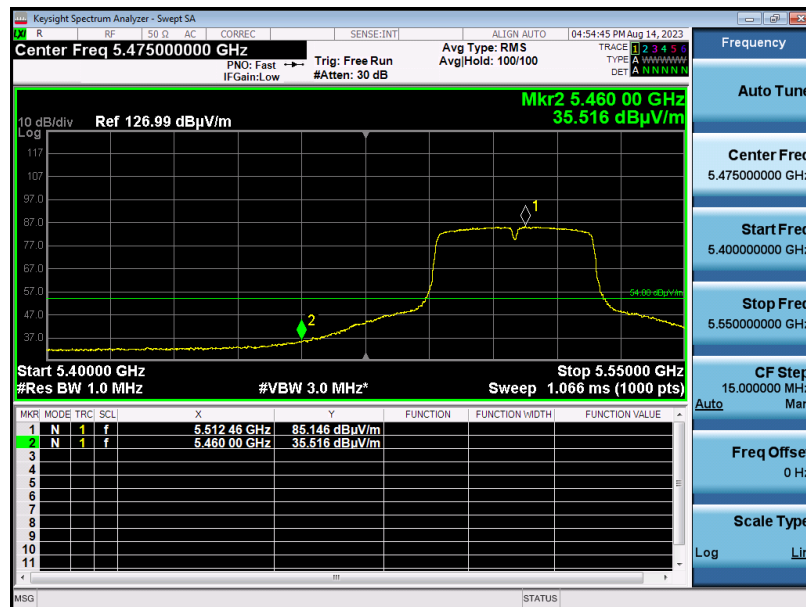 Keysight Spectrum Analyzer - Swept SA
LXI R RF 50 Ω AC CORREC SENSE:INT ALIGN AUTO 04:54:45 PM Aug 14, 2023
Center Freq 5.475000000 GHz
PNO: Fast
IFGain:Low
Trig: Free Run
#Atten: 30 dB
Avg Type: RMS
Avg|Hold: 100/100
TRACE 1 2 3 4 5 6
TYPE A WWWWW
DET A N N N N N
Mkr2 5.460 00 GHz
35.516 dBµV/m
10 dB/div Ref 126.99 dBµV/m
Log
117
107
97.0
87.0
77.0
67.0
57.0
47.0
37.0
1
54.00 dBµV/m
2
Start 5.40000 GHz Stop 5.55000 GHz
#Res BW 1.0 MHz #VBW 3.0 MHz* Sweep 1.066 ms (1000 pts)
MKR MODE TRC SCL X Y FUNCTION FUNCTION WIDTH FUNCTION VALUE
1 N 1 f 5.512 46 GHz 85.146 dBµV/m
2 N 1 f 5.460 00 GHz 35.516 dBµV/m
3
4
5
6
7
8
9
10
11
MSG STATUS
Frequency
Auto Tune
Center Freq
5.475000000 GHz
Start Freq
5.400000000 GHz
Stop Freq
5.550000000 GHz
CF Step
15.000000 MHz
Auto Man
Freq Offset
0 Hz
Scale Type
Log Lin